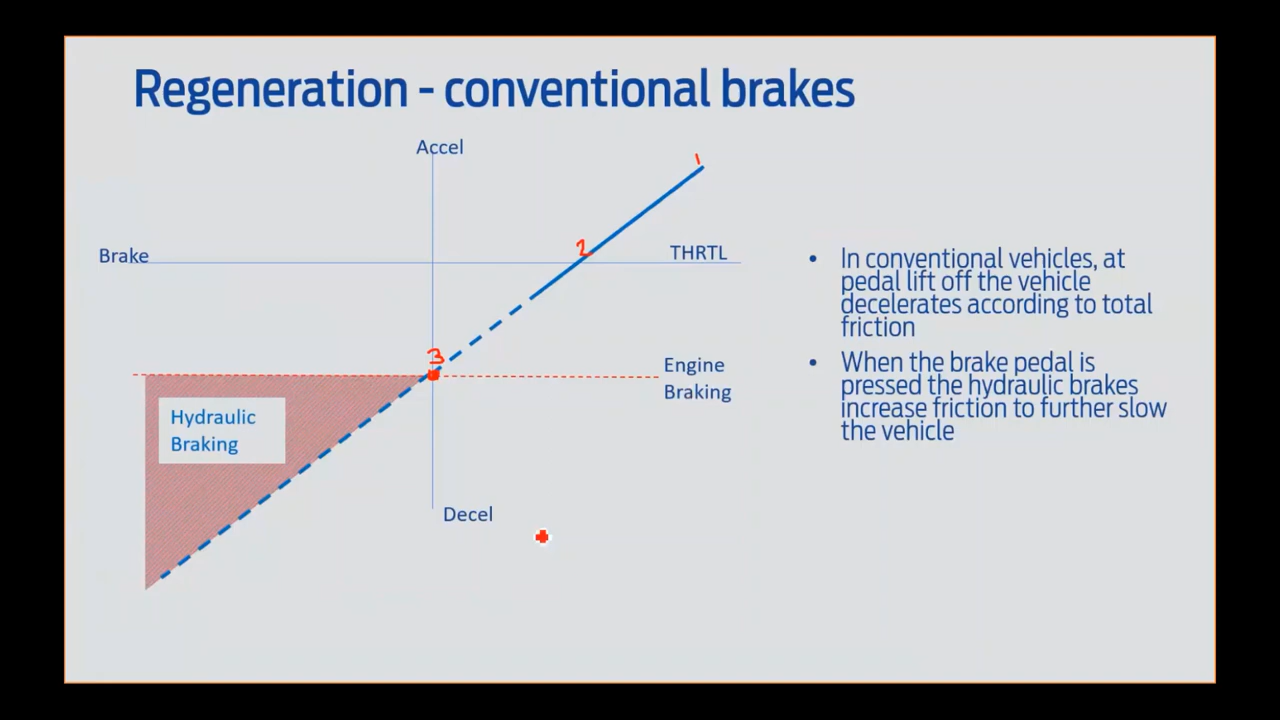 Regeneration - conventional brakes
Accel
1
2
Brake
THRTL
3
Engine
Braking
Hydraulic
Braking
Decel
• In conventional vehicles, at
pedal lift off the vehicle
decelerates according to total
friction
• When the brake pedal is
pressed the hydraulic brakes
increase friction to further slow
the vehicle